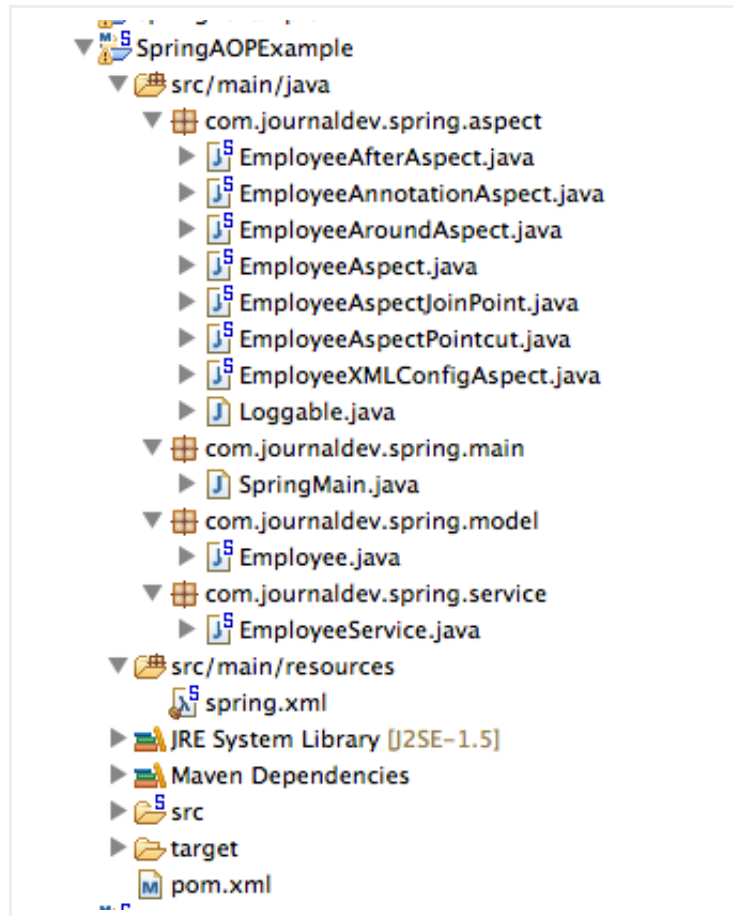 SpringAOPExample
src/main/java
com.journaldev.spring.aspect
EmployeeAfterAspect.java
EmployeeAnnotationAspect.java
EmployeeAroundAspect.java
EmployeeAspect.java
EmployeeAspectJoinPoint.java
EmployeeAspectPointcut.java
EmployeeXMLConfigAspect.java
Loggable.java
com.journaldev.spring.main
SpringMain.java
com.journaldev.spring.model
Employee.java
com.journaldev.spring.service
EmployeeService.java
src/main/resources
spring.xml
JRE System Library [J2SE-1.5]
Maven Dependencies
src
target
pom.xml